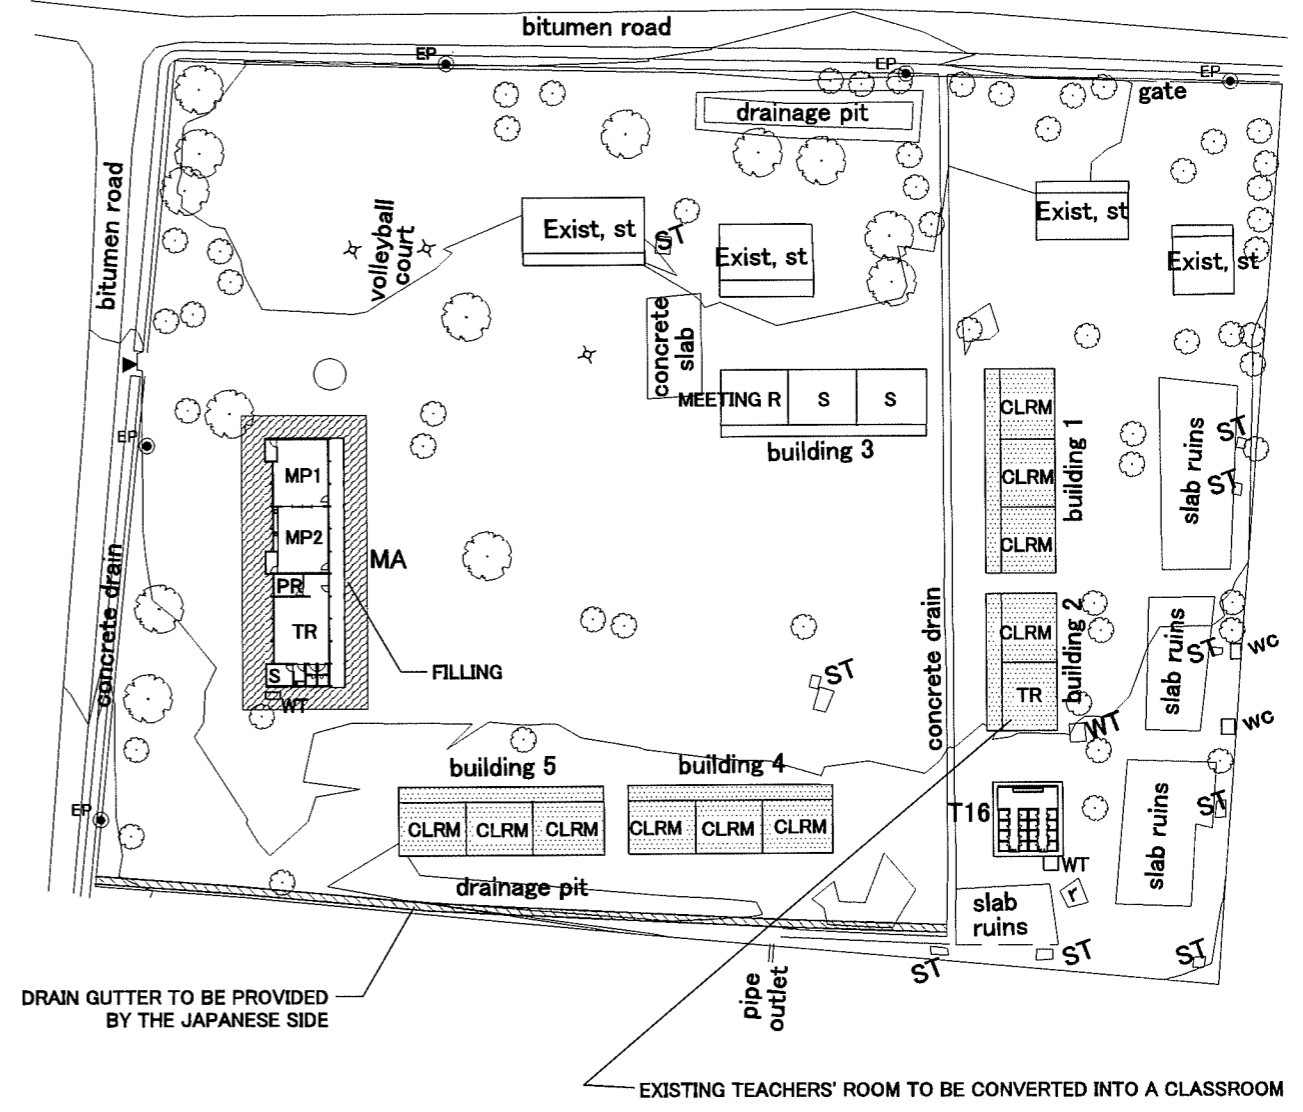 bitumen road
EP
EP
EP
gate
drainage pit
bitumen road
volleyball
court
Exist, st
ST
Exist, st
Exist, st
Exist, st
concrete
slab
MEETING R
S
S
building 3
CLRM
CLRM
CLRM
building 1
slab ruins
ST
ST
EP
MP1
MP2
PR
TR
S
WT
MA
FILLING
concrete drain
ST
concrete drain
CLRM
TR
building 2
WT
slab ruins
ST
wc
wc
building 5
CLRM
CLRM
CLRM
building 4
CLRM
CLRM
CLRM
EP
T16
WT
slab ruins
ST
r
slab
ruins
drainage pit
ST
ST
ST
pipe
outlet
DRAIN GUTTER TO BE PROVIDED
BY THE JAPANESE SIDE
EXISTING TEACHERS' ROOM TO BE CONVERTED INTO A CLASSROOM